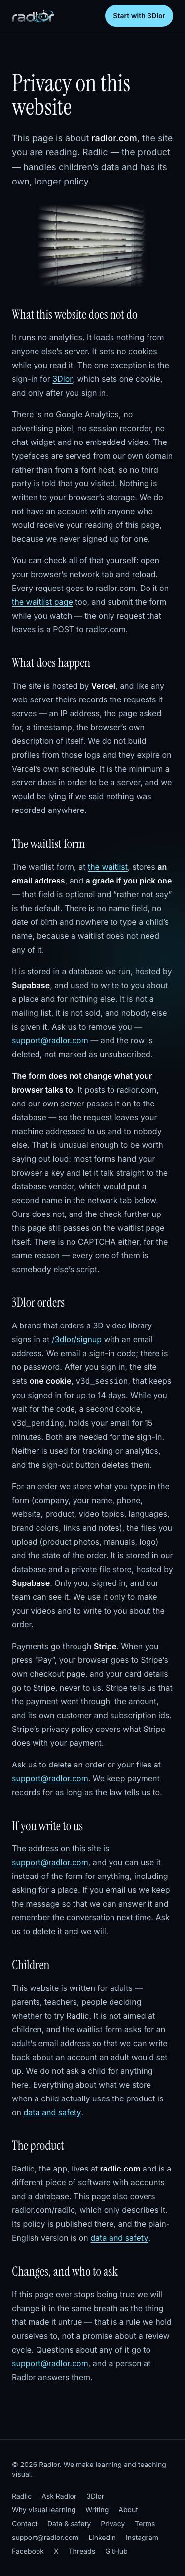 radlor
Start with 3Dlor
Privacy on this
website
This page is about radlor.com, the site
you are reading. Radlic — the product
— handles children's data and has its
own, longer policy.
What this website does not do
It runs no analytics. It loads nothing from
anyone else's server. It sets no cookies
while you read it. The one exception is the
sign-in for 3Dlor, which sets one cookie,
and only after you sign in.
There is no Google Analytics, no
advertising pixel, no session recorder, no
chat widget and no embedded video. The
typefaces are served from our own domain
rather than from a font host, so no third
party is told that you visited. Nothing is
written to your browser's storage. We do
not have an account with anyone who
would receive your reading of this page,
because we never signed up for one.
You can check all of that yourself: open
your browser's network tab and reload.
Every request goes to radlor.com. Do it on
the waitlist page too, and submit the form
while you watch — the only request that
leaves is a POST to radlor.com.
What does happen
The site is hosted by Vercel, and like any
web server theirs records the requests it
serves — an IP address, the page asked
for, a timestamp, the browser's own
description of itself. We do not build
profiles from those logs and they expire on
Vercel's own schedule. It is the minimum a
server does in order to be a server, and we
would be lying if we said nothing was
recorded anywhere.
The waitlist form
The waitlist form, at the waitlist, stores an
email address, and a grade if you pick one
— that field is optional and "rather not say"
is the default. There is no name field, no
date of birth and nowhere to type a child's
name, because a waitlist does not need
any of it.
It is stored in a database we run, hosted by
Supabase, and used to write to you about
a place and for nothing else. It is not a
mailing list, it is not sold, and nobody else
is given it. Ask us to remove you —
support@radlor.com — and the row is
deleted, not marked as unsubscribed.
The form does not change what your
browser talks to. It posts to radlor.com,
and our own server passes it on to the
database — so the request leaves your
machine addressed to us and to nobody
else. That is unusual enough to be worth
saying out loud: most forms hand your
browser a key and let it talk straight to the
database vendor, which would put a
second name in the network tab below.
Ours does not, and the check further up
this page still passes on the waitlist page
itself. There is no CAPTCHA either, for the
same reason — every one of them is
somebody else's script.
3Dlor orders
A brand that orders a 3D video library
signs in at /3dlor/signup with an email
address. We email a sign-in code; there is
no password. After you sign in, the site
sets one cookie, v3d_session, that keeps
you signed in for up to 14 days. While you
wait for the code, a second cookie,
v3d_pending, holds your email for 15
minutes. Both are needed for the sign-in.
Neither is used for tracking or analytics,
and the sign-out button deletes them.
For an order we store what you type in the
form (company, your name, phone,
website, product, video topics, languages,
brand colors, links and notes), the files you
upload (product photos, manuals, logo)
and the state of the order. It is stored in our
database and a private file store, hosted by
Supabase. Only you, signed in, and our
team can see it. We use it only to make
your videos and to write to you about the
order.
Payments go through Stripe. When you
press "Pay", your browser goes to Stripe's
own checkout page, and your card details
go to Stripe, never to us. Stripe tells us that
the payment went through, the amount,
and its own customer and subscription ids.
Stripe's privacy policy covers what Stripe
does with your payment.
Ask us to delete an order or your files at
support@radlor.com. We keep payment
records for as long as the law tells us to.
If you write to us
The address on this site is
support@radlor.com, and you can use it
instead of the form for anything, including
asking for a place. If you email us we keep
the message so that we can answer it and
remember the conversation next time. Ask
us to delete it and we will.
Children
This website is written for adults —
parents, teachers, people deciding
whether to try Radlic. It is not aimed at
children, and the waitlist form asks for an
adult's email address so that we can write
back about an account an adult would set
up. We do not ask a child for anything
here. Everything about what we store
when a child actually uses the product is
on data and safety.
The product
Radlic, the app, lives at radlic.com and is a
different piece of software with accounts
and a database. This page also covers
radlor.com/radlic, which only describes it.
Its policy is published there, and the plain-
English version is on data and safety.
Changes, and who to ask
If this page ever stops being true we will
change it in the same breath as the thing
that made it untrue — that is a rule we hold
ourselves to, not a promise about a review
cycle. Questions about any of it go to
support@radlor.com, and a person at
Radlor answers them.
© 2026 Radlor. We make learning and teaching
visual.
Radlic Ask Radlor 3Dlor
Why visual learning Writing About
Contact Data & safety Privacy Terms
support@radlor.com LinkedIn Instagram
Facebook X Threads GitHub